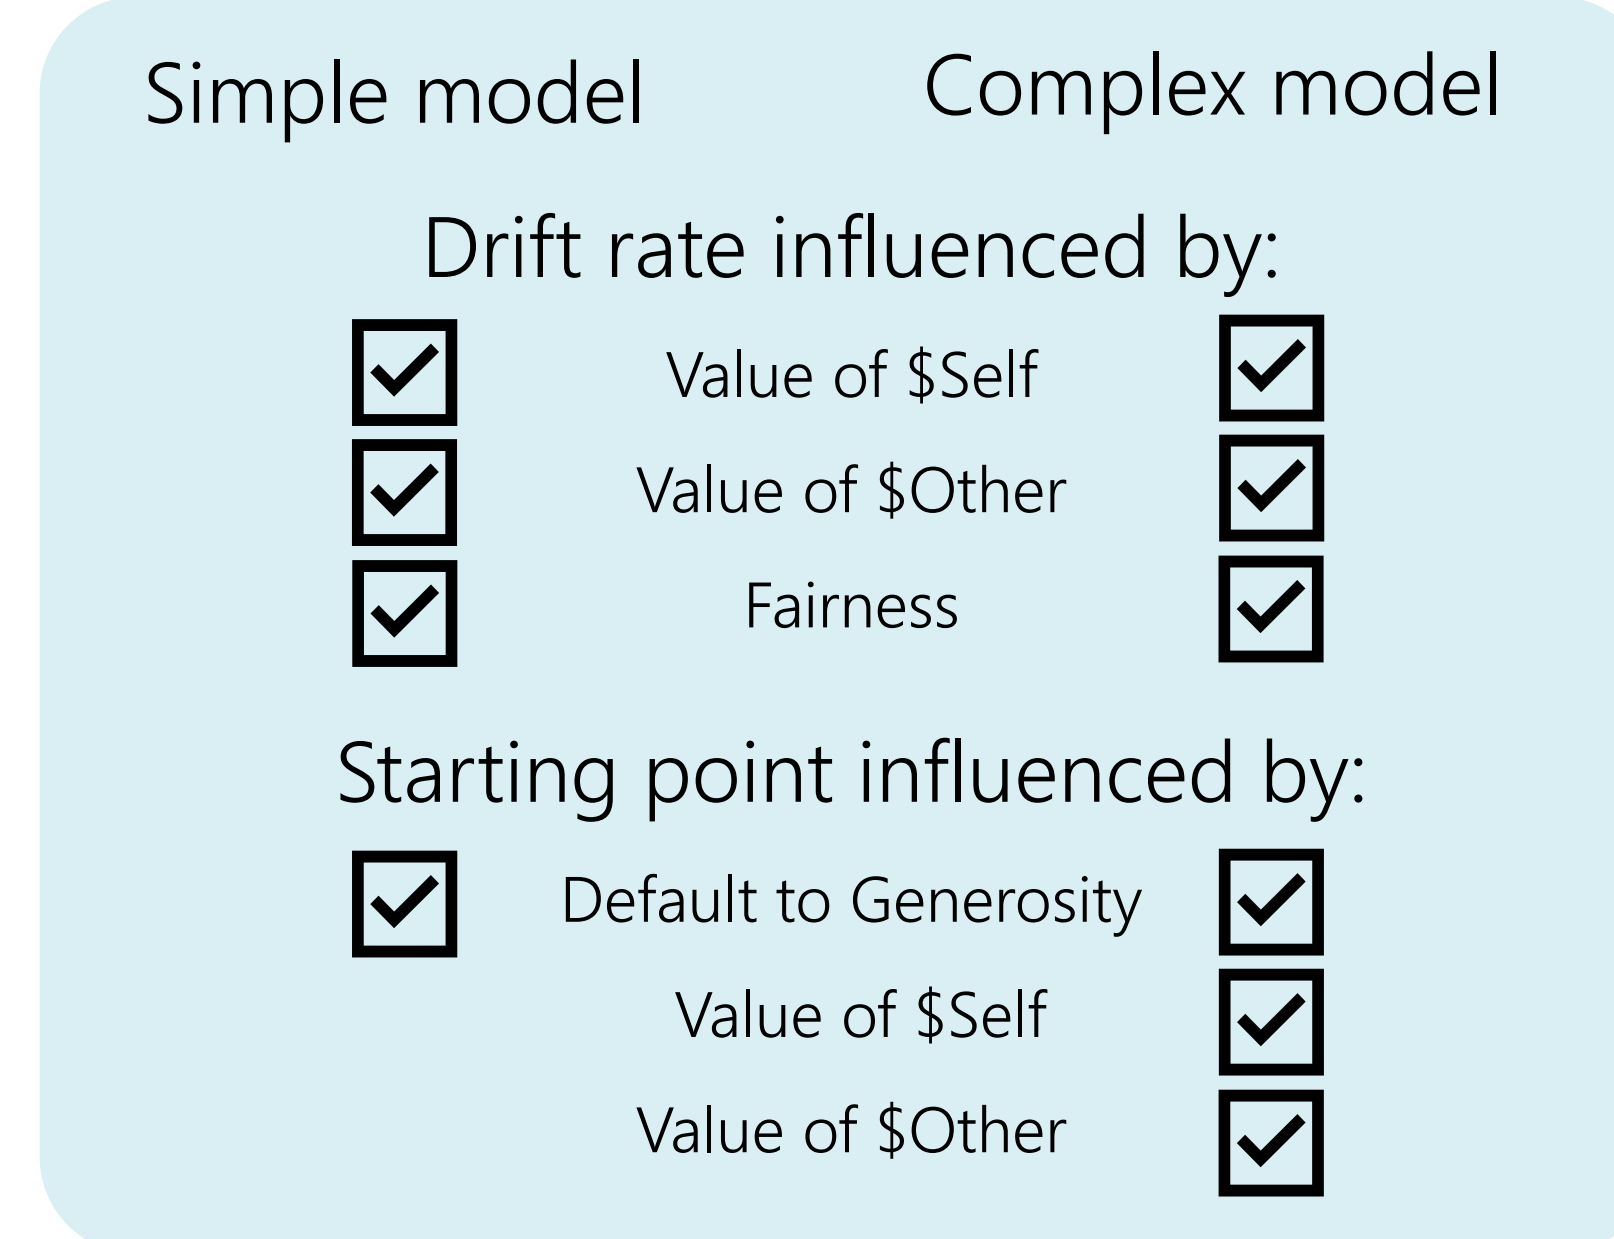 Simple model
Complex model
Drift rate influenced by:
Value of $Self
Value of $Other
Fairness
Starting point influenced by:
Default to Generosity
Value of $Self
Value of $Other